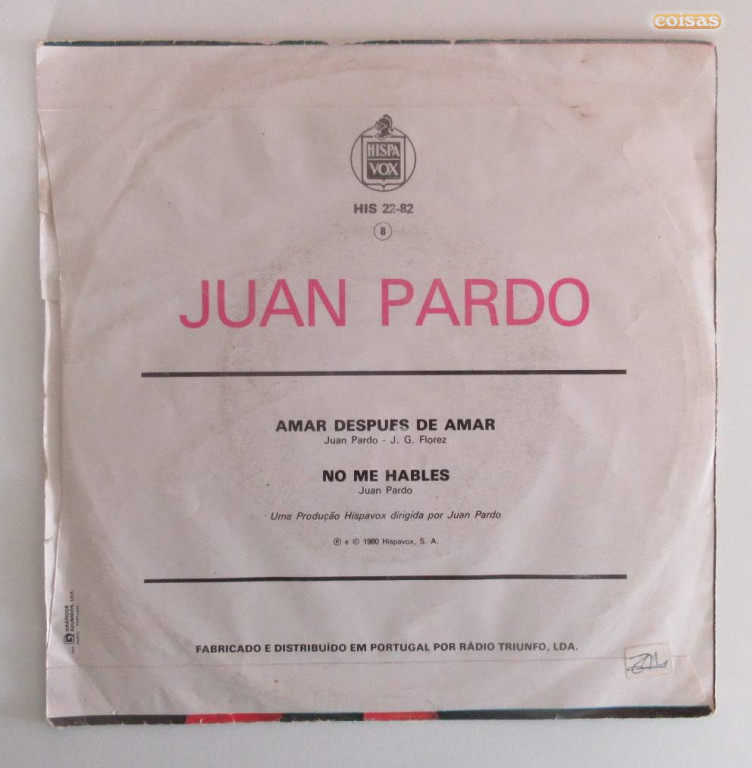 coisas
HISPA
VOX
HIS 22-82
B
JUAN PARDO
AMAR DESPUES DE AMAR
Juan Pardo - J. G. Florez
NO ME HABLES
Juan Pardo
Uma Produção Hispavox dirigida por Juan Pardo
℗ e © 1980 Hispavox, S. A.
FABRICADO E DISTRIBUÍDO EM PORTUGAL POR RÁDIO TRIUNFO, LDA.